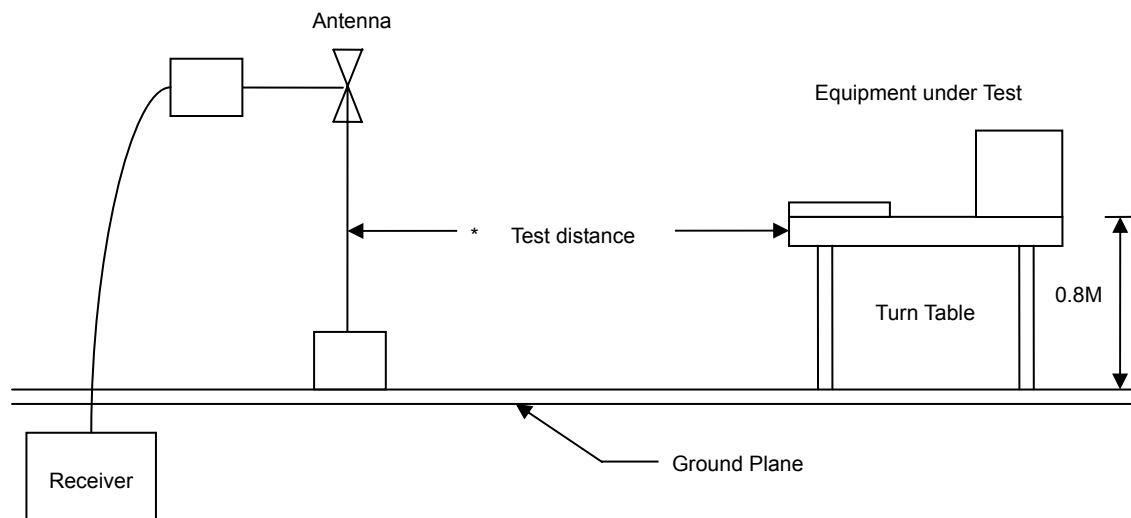 Antenna
Equipment under Test
* Test distance
0.8M
Turn Table
Ground Plane
Receiver